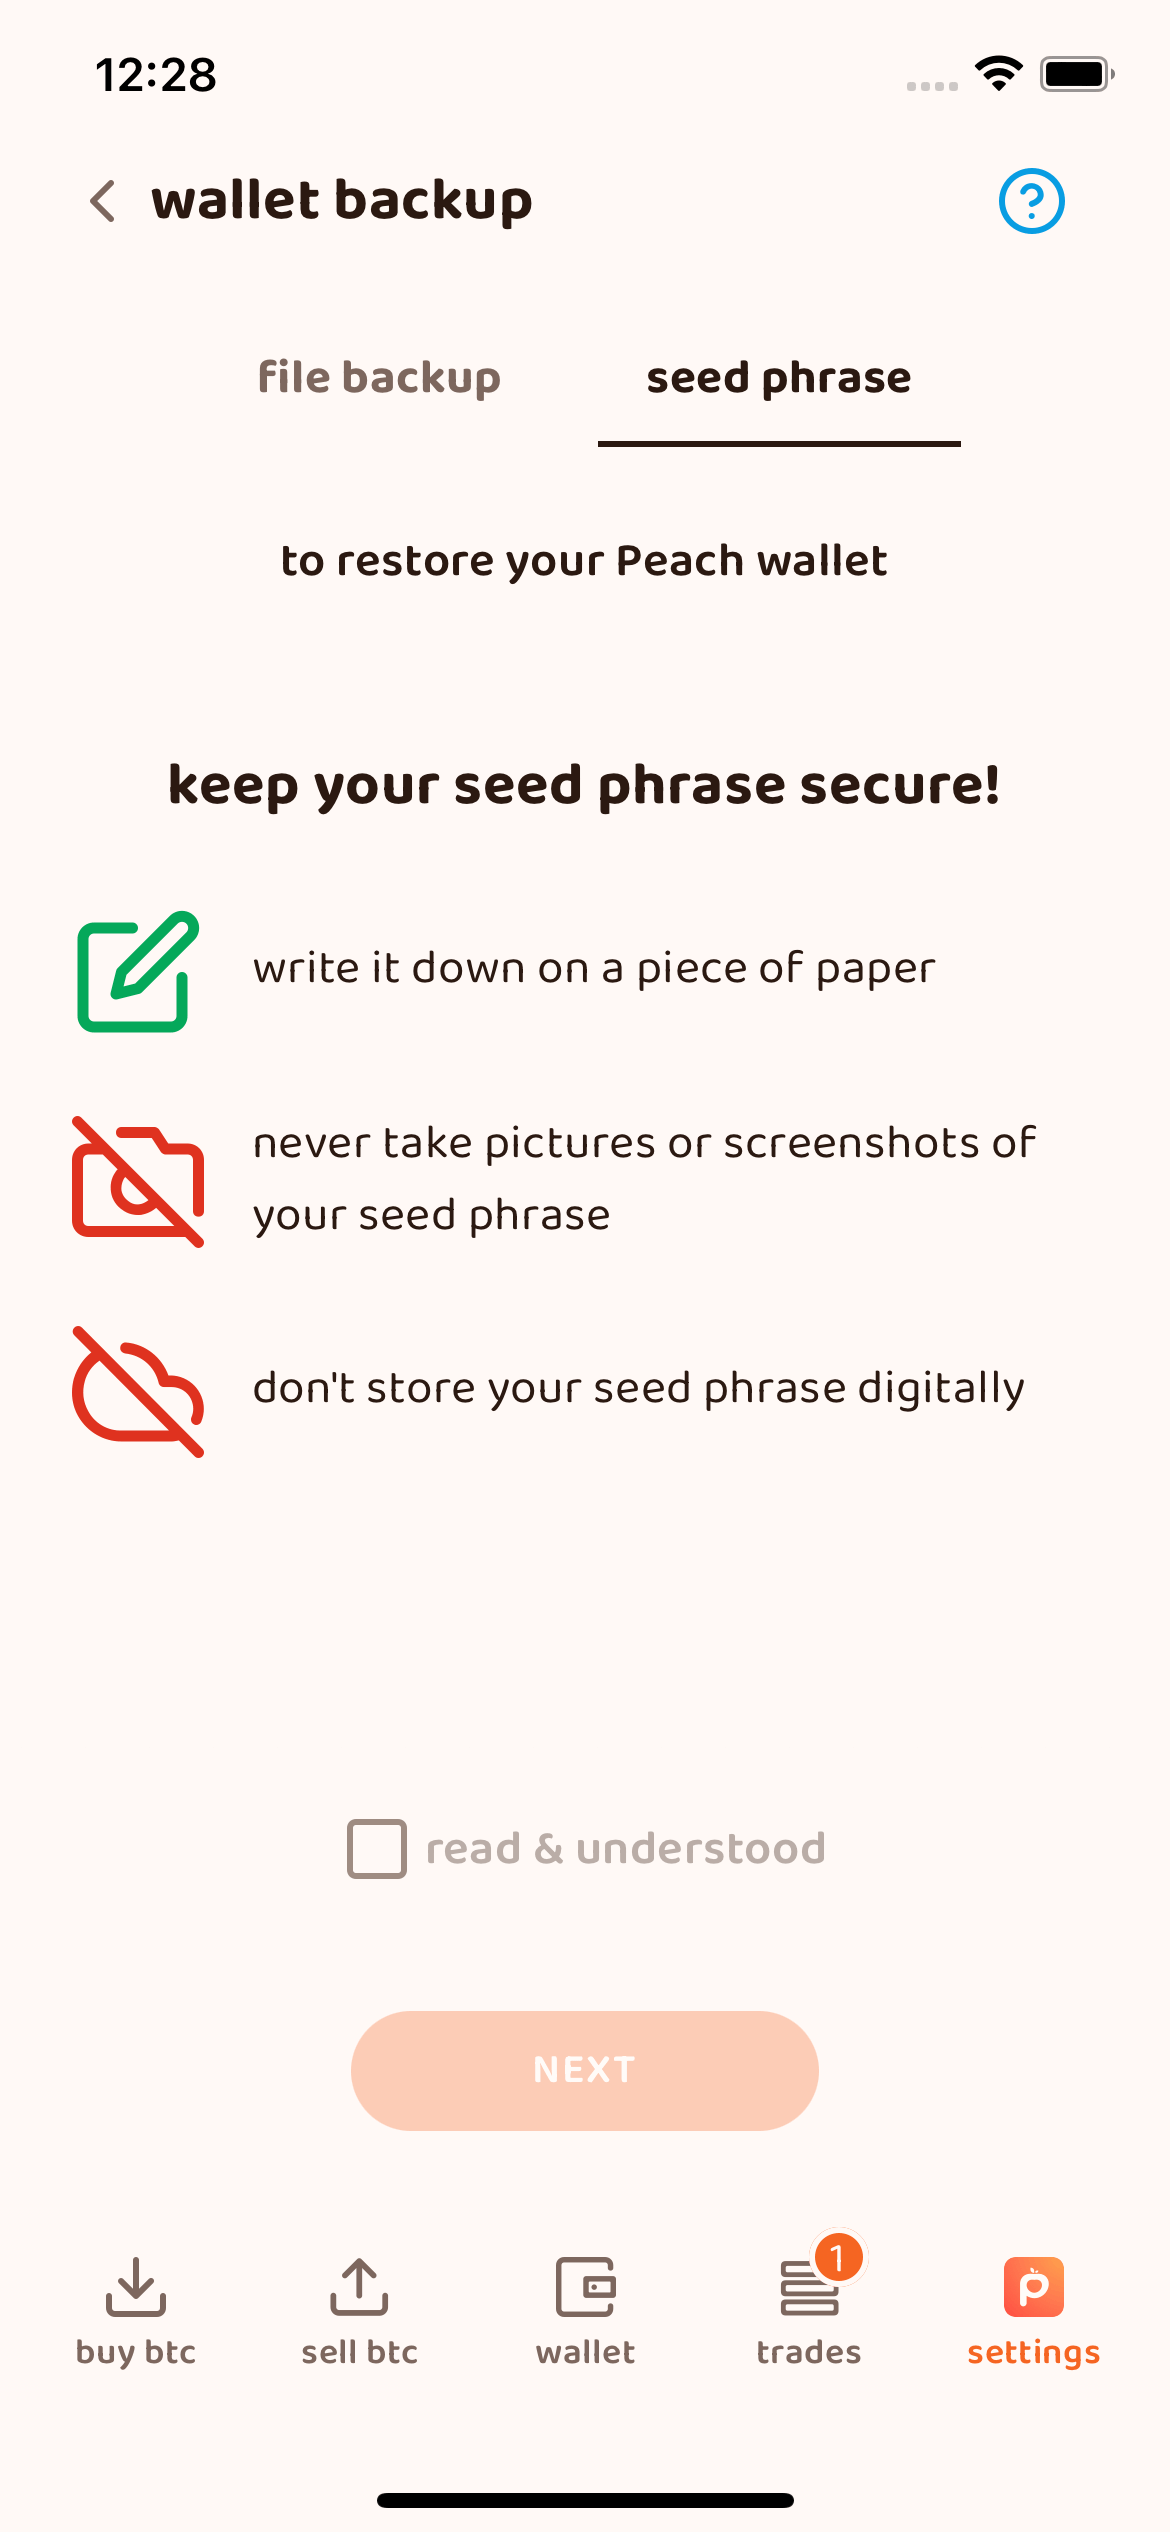 12:28
wallet backup
file backup
seed phrase
to restore your Peach wallet
keep your seed phrase secure!
write it down on a piece of paper
never take pictures or screenshots of
your seed phrase
don't store your seed phrase digitally
read & understood
NEXT
1
buy btc
sell btc
wallet
trades
settings